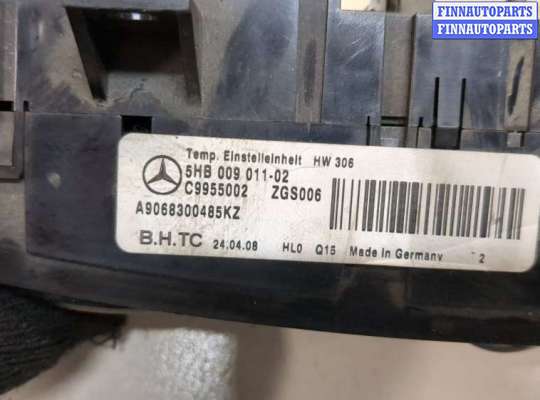 FINNAUTOPARTS
FINNAUTOPARTS
Temp. Einstelleinheit HW 306
5HB 009 011-02
C9955002 ZGS006
A9068300485KZ
B.H.TC 24.04.08 HL0 Q15 Made in Germany 2